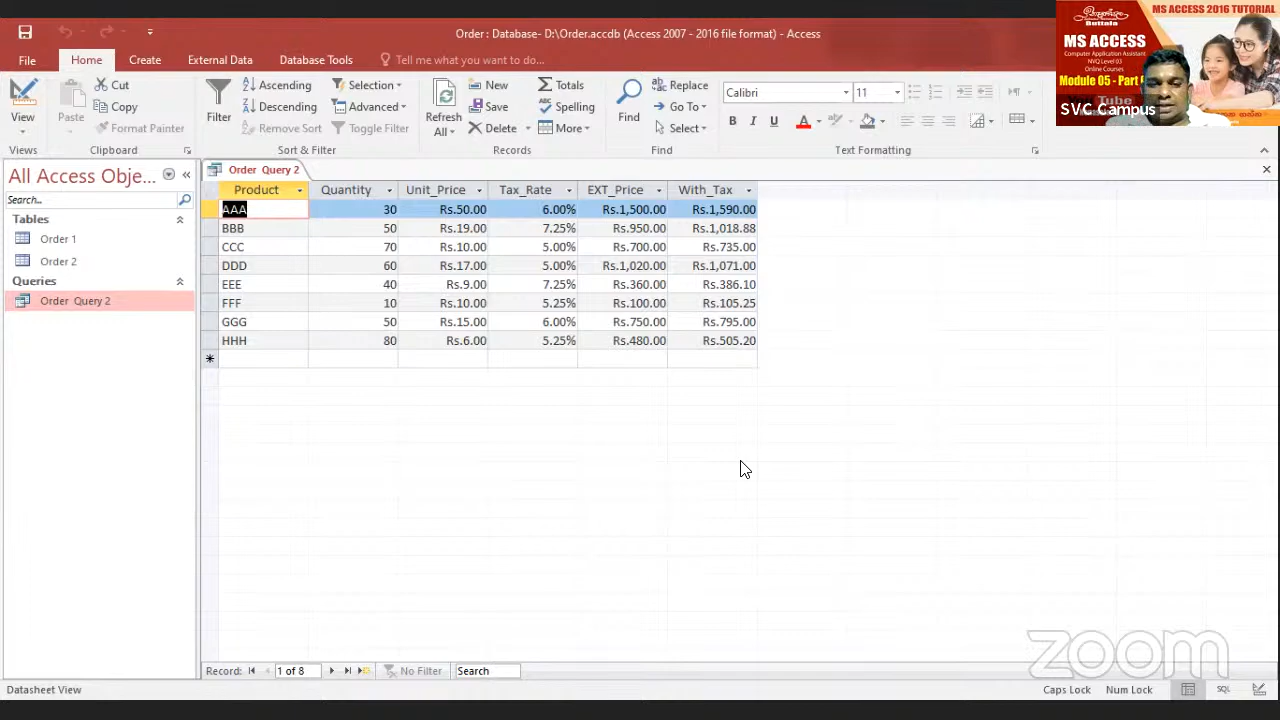 Order : Database- D:\Order.accdb (Access 2007 - 2016 file format) - Access
File Home Create External Data Database Tables Tell me what you want to do...
View
Views
Paste
Cut
Copy
Format Painter
Clipboard
Filter
Ascending
Descending
Remove Sort
Selection
Advanced
Toggle Filter
Sort & Filter
Refresh
All
New
Save
Delete
Totals
Spelling
More
Records
Find
Replace
Go To
Select
Find
Calibri 11
B I U A
Text Formatting
MS ACCESS 2016 TUTORIAL
Buttala
MS ACCESS
Computer Application
Assistant
NVQ Level 03
Online Courses
Module 05 - Part
SVC Campus
All Access Obje...
Search...
Tables
Order 1
Order 2
Queries
Order Query 2
Order Query 2
Product Quantity Unit_Price Tax_Rate EXT_Price With_Tax
AAA 30 Rs.50.00 6.00% Rs.1,500.00 Rs.1,590.00
BBB 50 Rs.19.00 7.25% Rs.950.00 Rs.1,018.88
CCC 70 Rs.10.00 5.00% Rs.700.00 Rs.735.00
DDD 60 Rs.17.00 5.00% Rs.1,020.00 Rs.1,071.00
EEE 40 Rs.9.00 7.25% Rs.360.00 Rs.386.10
FFF 10 Rs.10.00 5.25% Rs.100.00 Rs.105.25
GGG 50 Rs.15.00 6.00% Rs.750.00 Rs.795.00
HHH 80 Rs.6.00 5.25% Rs.480.00 Rs.505.20
Record: 1 of 8 No Filter Search
zoom
Datasheet View Caps Lock Num Lock SQL